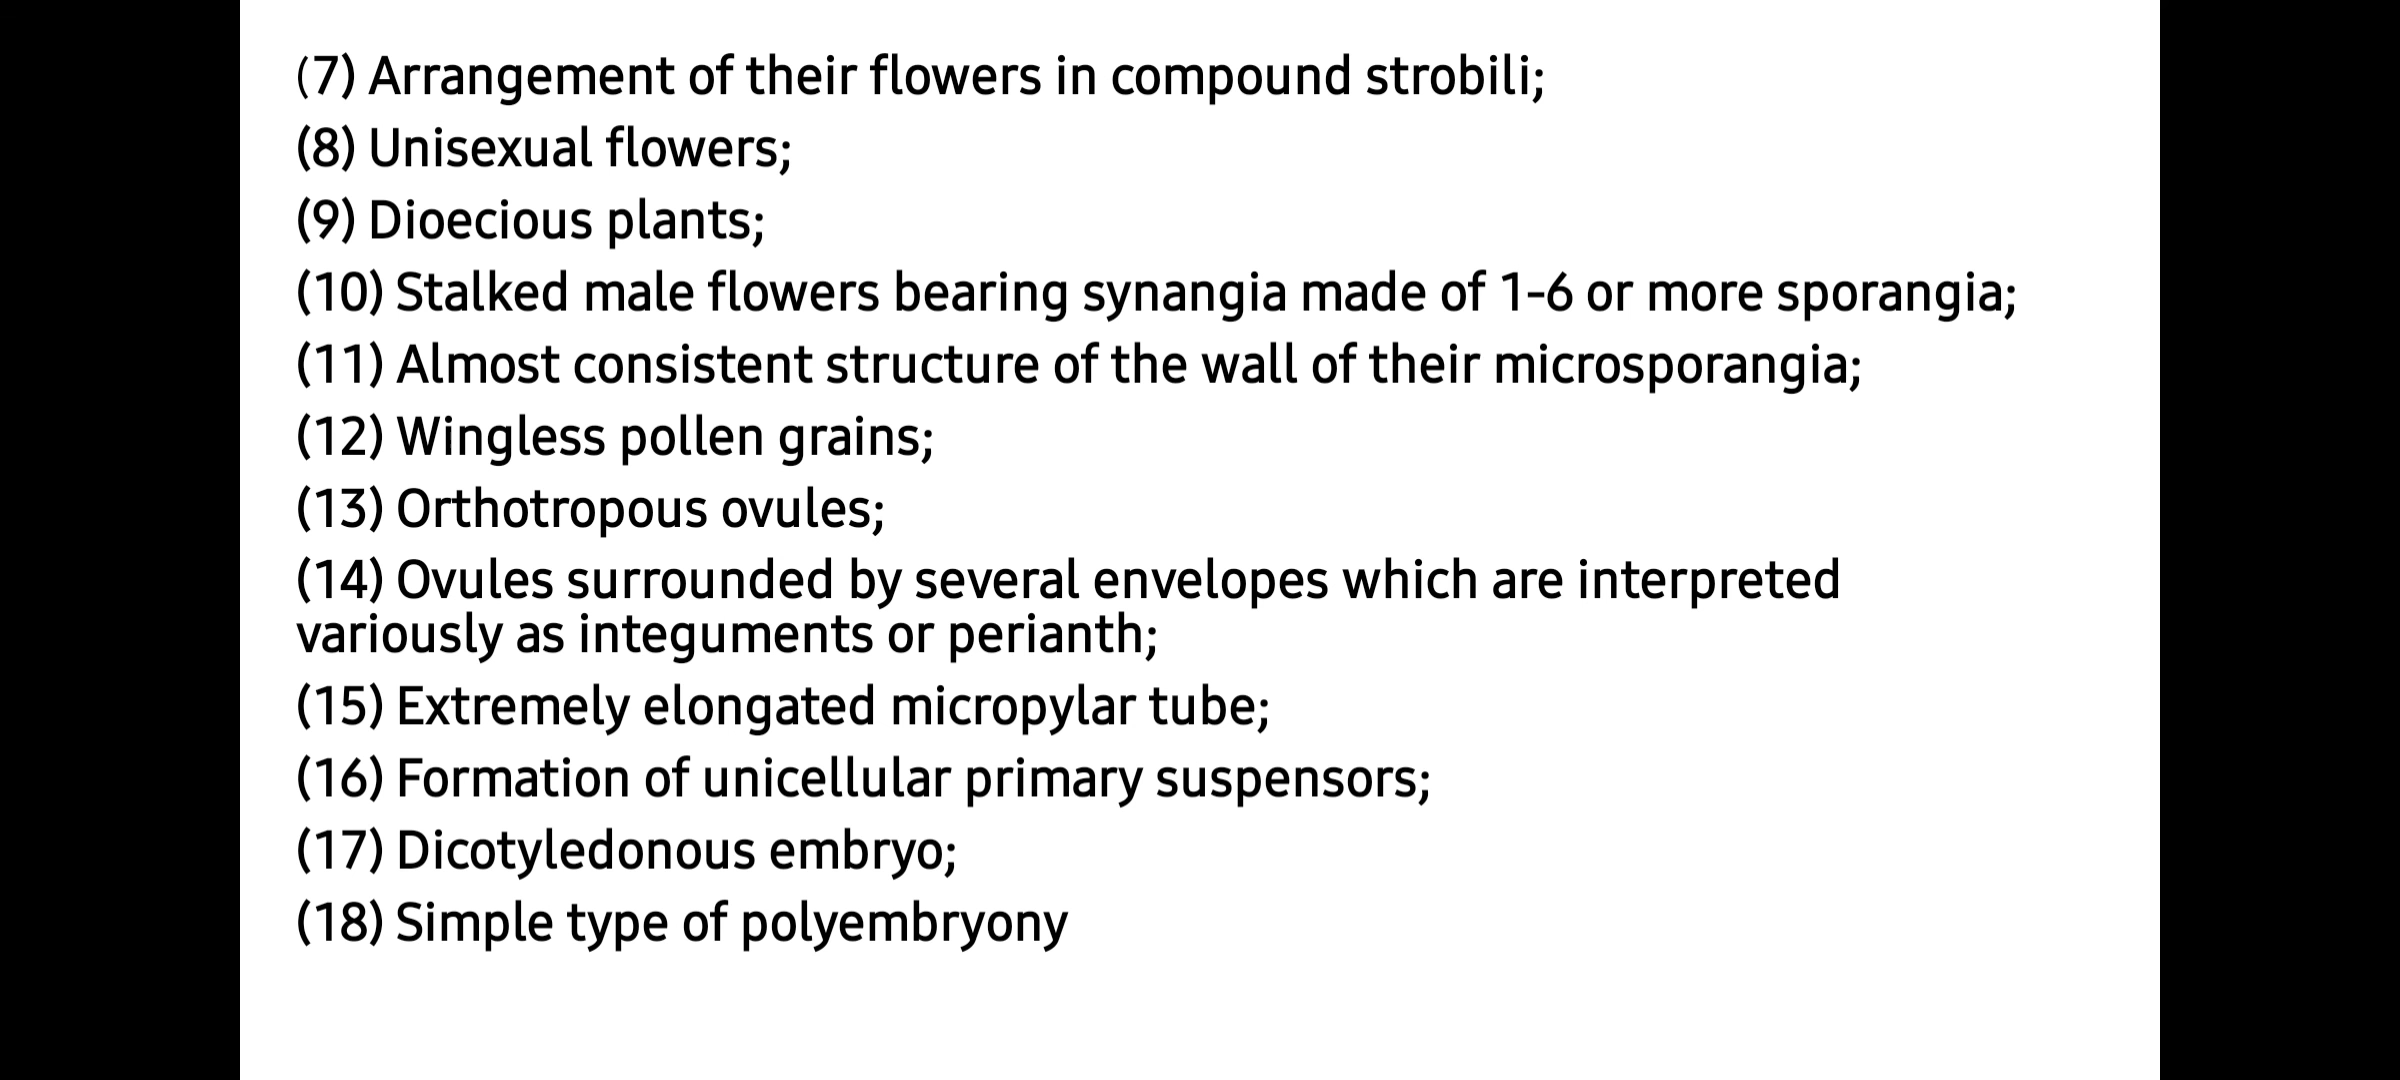 (7) Arrangement of their flowers in compound strobili;
(8) Unisexual flowers;
(9) Dioecious plants;
(10) Stalked male flowers bearing synangia made of 1-6 or more sporangia;
(11) Almost consistent structure of the wall of their microsporangia;
(12) Wingless pollen grains;
(13) Orthotropous ovules;
(14) Ovules surrounded by several envelopes which are interpreted
variously as integuments or perianth;
(15) Extremely elongated micropylar tube;
(16) Formation of unicellular primary suspensors;
(17) Dicotyledonous embryo;
(18) Simple type of polyembryony